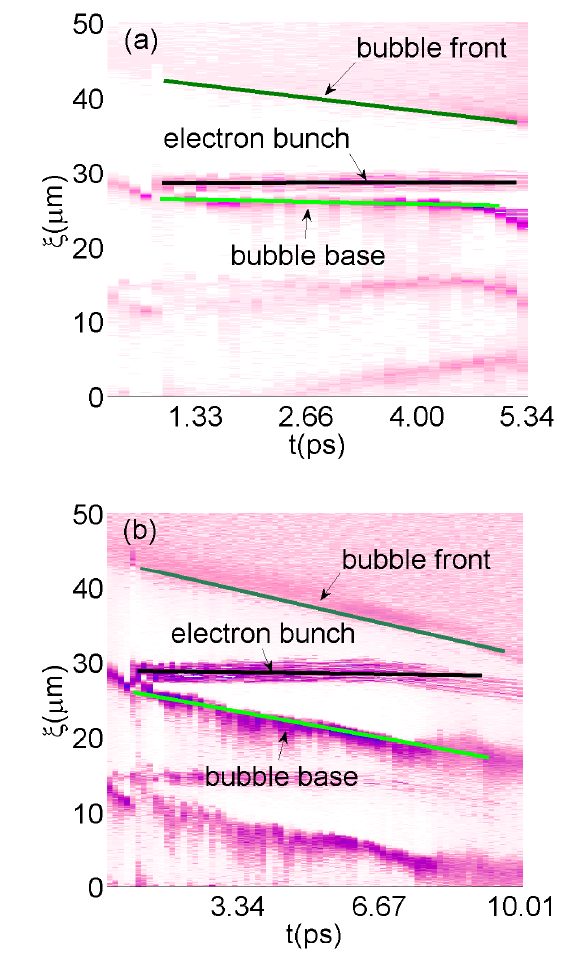 50
(a)
bubble front
40
electron bunch
30
ξ(μm)
20
bubble base
10
0
1.33
2.66
4.00
5.34
t(ps)
50
(b)
bubble front
40
electron bunch
30
ξ(μm)
20
bubble base
10
0
3.34
6.67
10.01
t(ps)